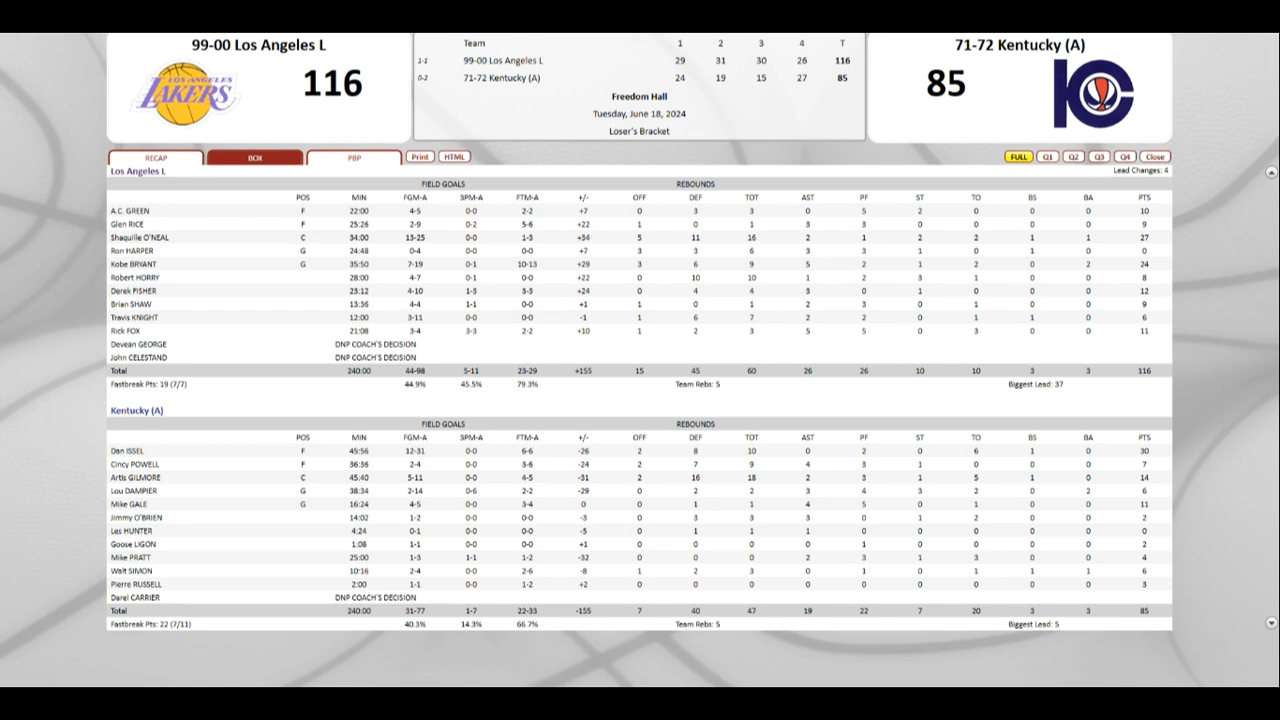 99-00 Los Angeles L
116
LOS ANGELES
LAKERS
Team 1 2 3 4 T
1-1 99-00 Los Angeles L 29 31 30 26 116
0-2 71-72 Kentucky (A) 24 19 15 27 85
Freedom Hall
Tuesday, June 18, 2024
Loser's Bracket
71-72 Kentucky (A)
85
RECAP BOX PBP Print HTML FULL Q1 Q2 Q3 Q4 Close
Los Angeles L Lead Changes: 4
FIELD GOALS REBOUNDS
POS MIN FGM-A 3PM-A FTM-A +/- OFF DEF TOT AST PF ST TO BS BA PTS
A.C. GREEN F 22:00 4-5 0-0 2-2 +7 0 3 3 0 5 2 0 0 0 10
Glen RICE F 25:26 2-9 0-2 5-6 +22 1 0 1 3 3 0 0 0 0 9
Shaquille O'NEAL C 34:00 13-25 0-0 1-3 +34 5 11 16 2 1 2 2 1 1 27
Ron HARPER G 24:48 0-4 0-0 0-0 +7 3 3 6 3 3 1 0 1 0 0
Kobe BRYANT G 35:50 7-19 0-1 10-13 +29 3 6 9 5 2 1 2 0 2 24
Robert HORRY 28:00 4-7 0-1 0-0 +22 0 10 10 1 2 3 1 0 0 8
Derek FISHER 23:12 4-10 1-3 3-3 +24 0 4 4 3 0 1 0 0 0 12
Brian SHAW 13:36 4-4 1-1 0-0 +1 1 0 1 2 3 0 1 0 0 9
Travis KNIGHT 12:00 3-11 0-0 0-0 -1 1 6 7 2 2 0 1 1 0 6
Rick FOX 21:08 3-4 3-3 2-2 +10 1 2 3 5 5 0 3 0 0 11
Devean GEORGE DNP COACH'S DECISION
John CELESTAND DNP COACH'S DECISION
Total 240:00 44-98 5-11 23-29 +155 15 45 60 26 26 10 10 3 3 116
Fastbreak Pts: 19 (7/7) 44.9% 45.5% 79.3% Team Rebs: 5 Biggest Lead: 37
Kentucky (A)
FIELD GOALS REBOUNDS
POS MIN FGM-A 3PM-A FTM-A +/- OFF DEF TOT AST PF ST TO BS BA PTS
Dan ISSEL F 45:56 12-31 0-0 6-6 -26 2 8 10 0 2 0 6 1 0 30
Cincy POWELL F 36:36 2-4 0-0 3-6 -24 2 7 9 4 3 1 0 0 0 7
Artis GILMORE C 45:40 5-11 0-0 4-5 -31 2 16 18 2 3 1 5 1 0 14
Lou DAMPIER G 38:34 2-14 0-6 2-2 -29 0 2 2 3 4 3 2 0 2 6
Mike GALE G 16:24 4-5 0-0 3-4 0 0 1 1 4 5 0 1 0 0 11
Jimmy O'BRIEN 14:02 1-2 0-0 0-0 -3 0 3 3 3 0 1 2 0 0 2
Les HUNTER 4:24 0-1 0-0 0-0 -5 0 1 1 1 0 0 0 0 0 0
Goose LIGON 1:08 1-1 0-0 0-0 +1 0 0 0 0 1 0 0 0 0 2
Mike PRATT 25:00 1-3 1-1 1-2 -32 0 0 0 2 3 1 3 0 0 4
Walt SIMON 10:16 2-4 0-0 2-6 -8 1 2 3 0 1 0 1 1 1 6
Pierre RUSSELL 2:00 1-1 0-0 1-2 +2 0 0 0 0 0 0 0 0 0 3
Darel CARRIER DNP COACH'S DECISION
Total 240:00 31-77 1-7 22-33 -155 7 40 47 19 22 7 20 3 3 85
Fastbreak Pts: 22 (7/11) 40.3% 14.3% 66.7% Team Rebs: 5 Biggest Lead: 5